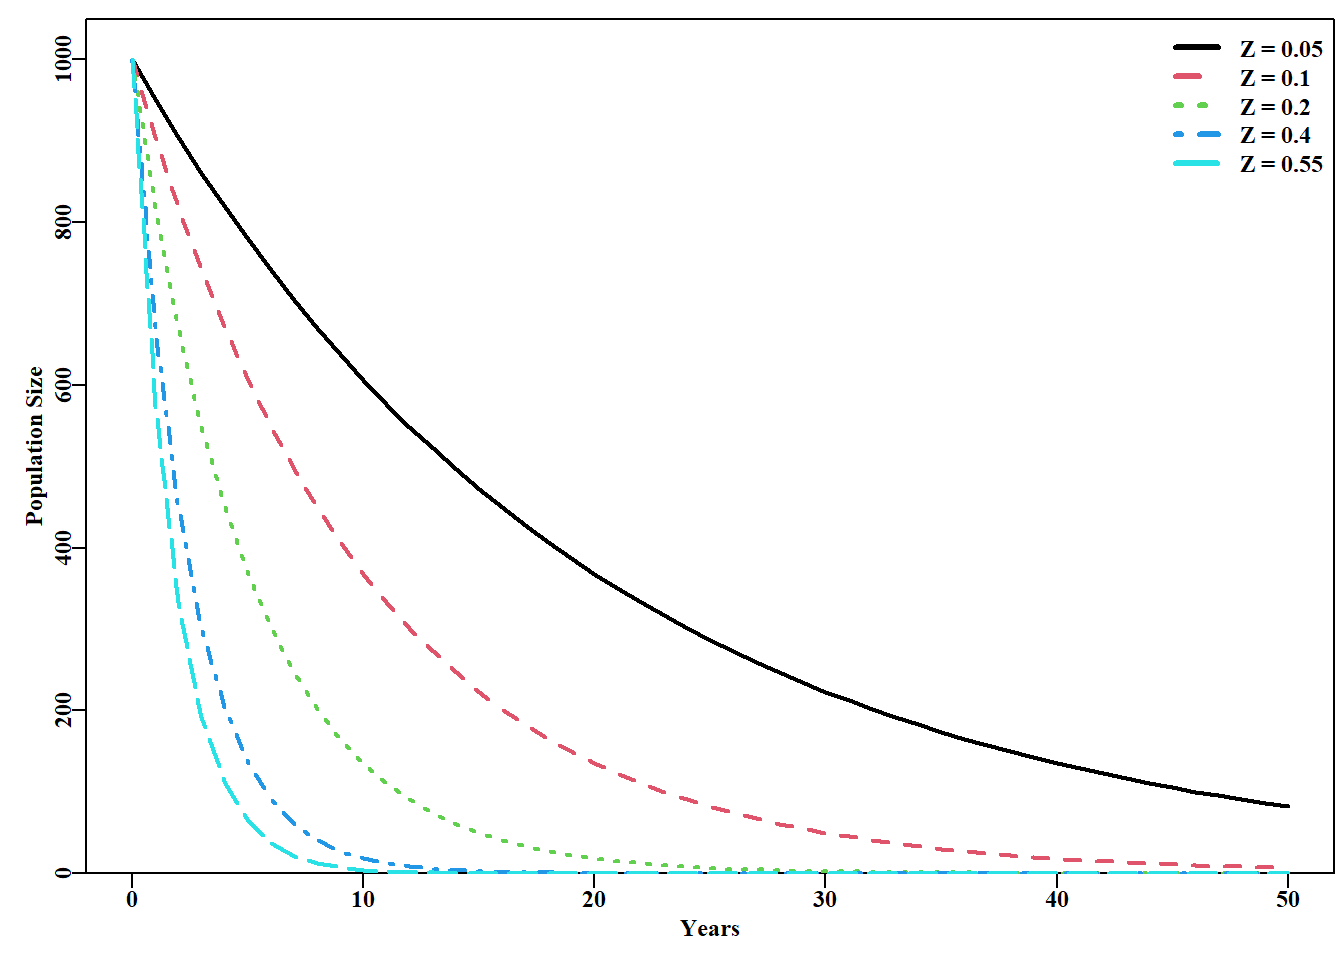 Z = 0.05
Z = 0.1
Z = 0.2
Z = 0.4
Z = 0.55
Population Size
1000
800
600
400
200
0
0 10 20 30 40 50
Years